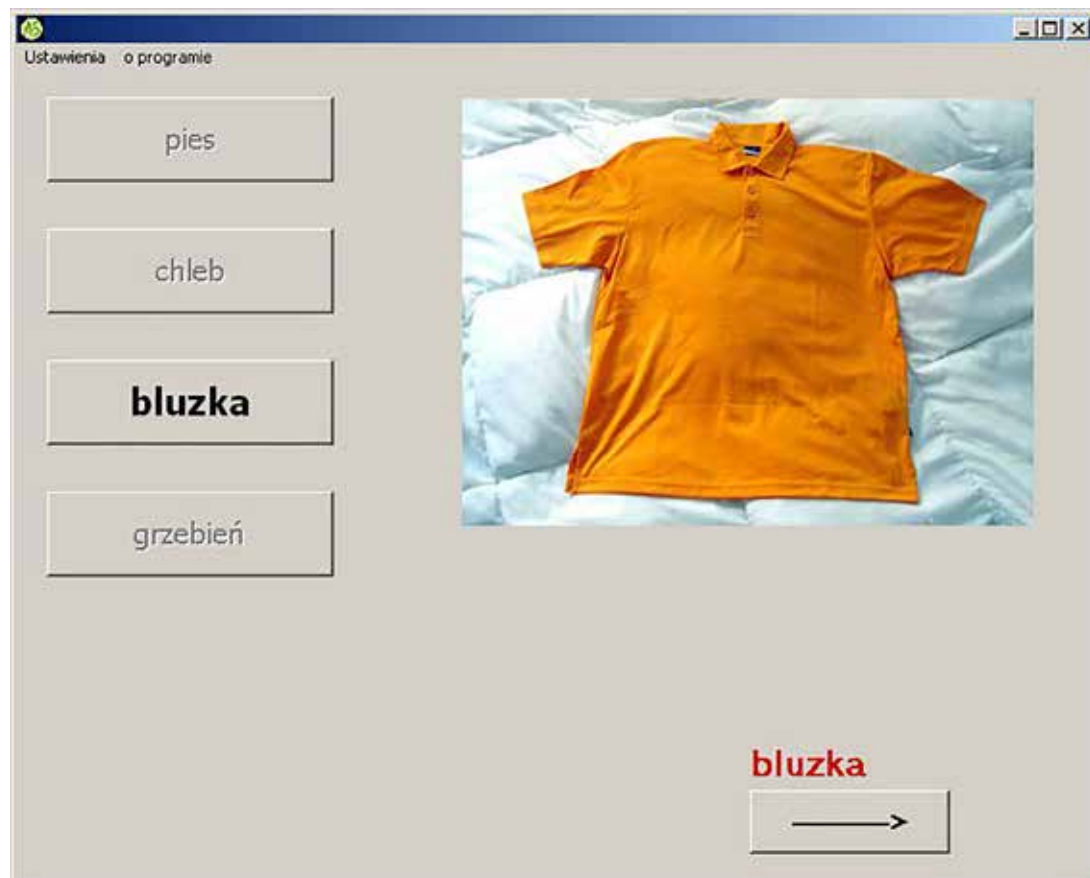 Ustawienia o programie
pies
chleb
bluzka
grzebień
bluzka